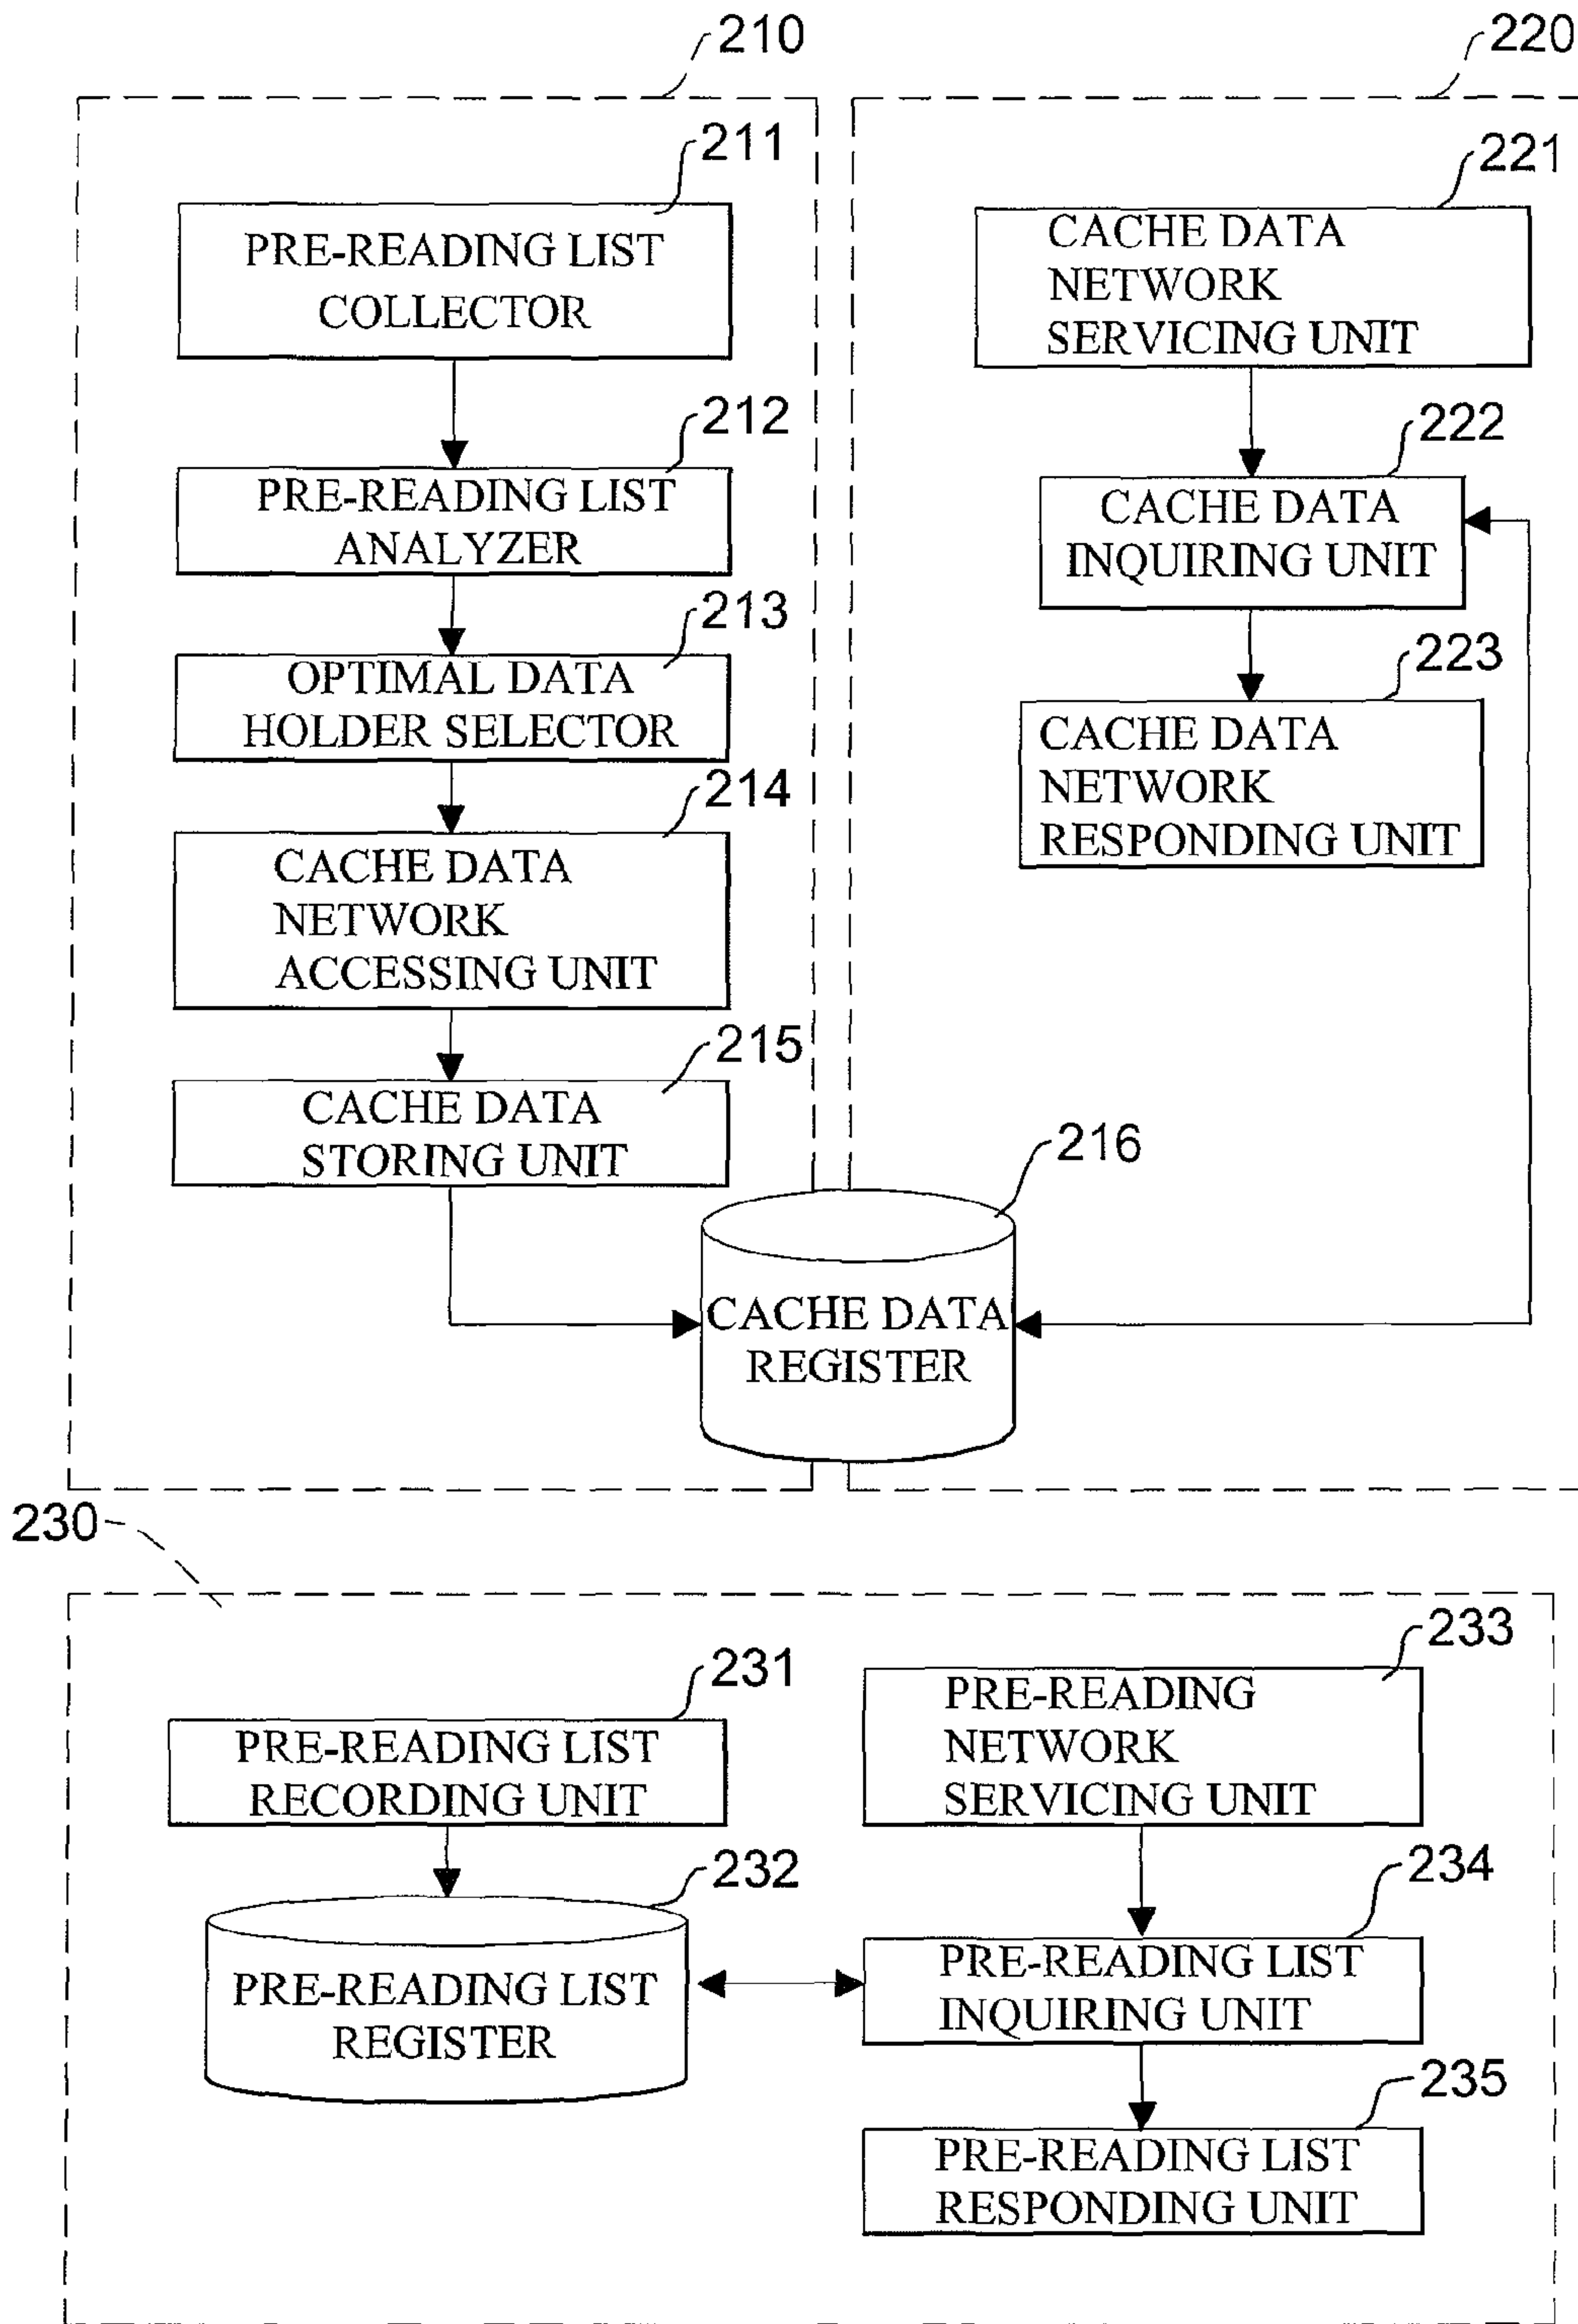 210
220
211
PRE-READING LIST
COLLECTOR
221
CACHE DATA
NETWORK
SERVICING UNIT
212
PRE-READING LIST
ANALYZER
222
CACHE DATA
INQUIRING UNIT
213
OPTIMAL DATA
HOLDER SELECTOR
223
CACHE DATA
NETWORK
RESPONDING UNIT
214
CACHE DATA
NETWORK
ACCESSING UNIT
215
CACHE DATA
STORING UNIT
216
CACHE DATA
REGISTER
230
231
PRE-READING LIST
RECORDING UNIT
233
PRE-READING
NETWORK
SERVICING UNIT
232
PRE-READING LIST
REGISTER
234
PRE-READING LIST
INQUIRING UNIT
235
PRE-READING LIST
RESPONDING UNIT